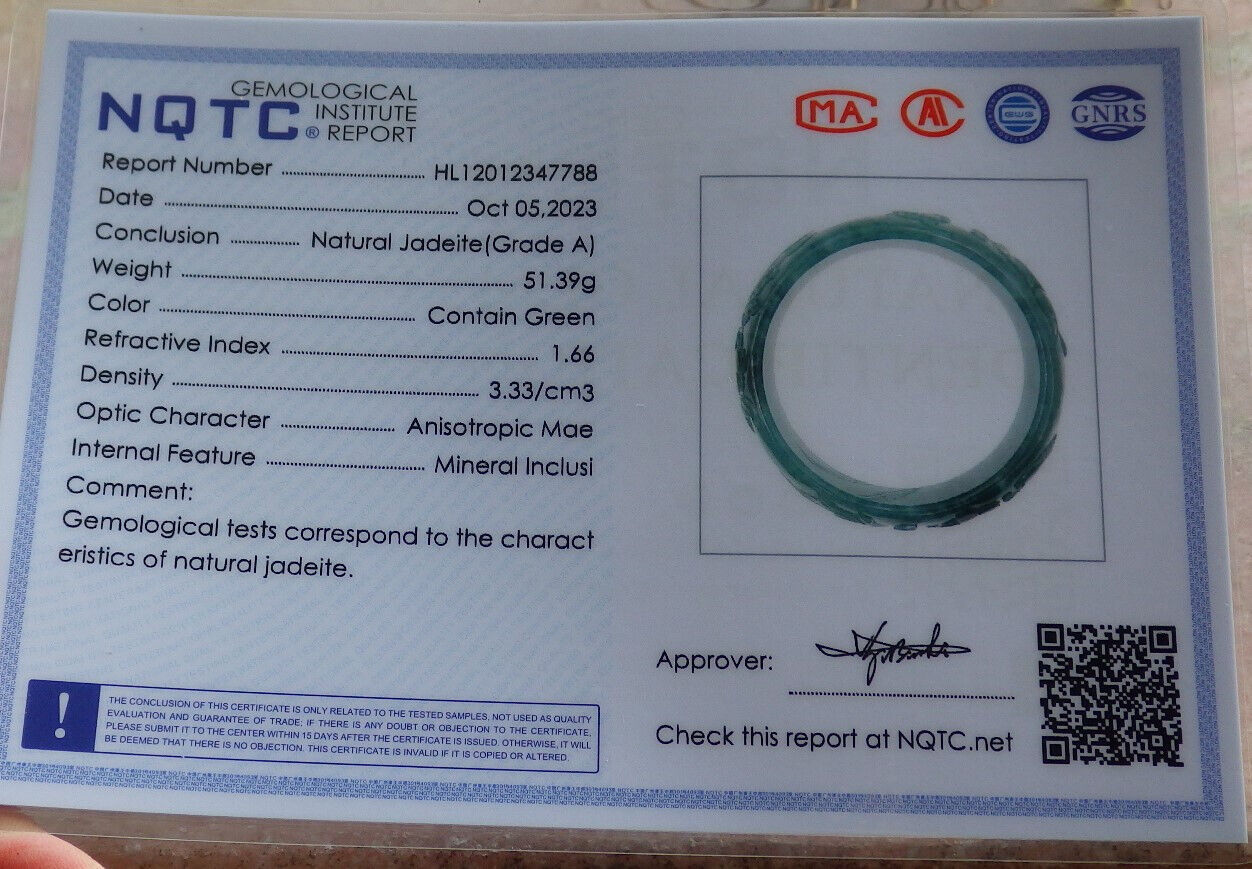 NQTC® GEMOLOGICAL
INSTITUTE
REPORT
MA
GNRS
Report Number ........ HL12012347788
Date ........ Oct 05,2023
Conclusion ........ Natural Jadeite(Grade A)
Weight ........ 51.39g
Color ........ Contain Green
Refractive Index ........ 1.66
Density ........ 3.33/cm3
Optic Character ........ Anisotropic Mae
Internal Feature ........ Mineral Inclusi
Comment:
Gemological tests correspond to the charact
eristics of natural jadeite.
!
THE CONCLUSION OF THIS CERTIFICATE IS ONLY RELATED TO THE TESTED SAMPLES, NOT USED AS QUALITY
EVALUATION AND GUARANTEE OF TRADE; IF THERE IS ANY DOUBT OR OBJECTION TO THE CERTIFICATE,
PLEASE SUBMIT IT TO THE CENTER WITHIN 15 DAYS AFTER THE CERTIFICATE IS ISSUED. OTHERWISE, IT WILL
BE DEEMED THAT THERE IS NO OBJECTION. THIS CERTIFICATE IS INVALID IF IT IS COPIED OR ALTERED.
Approver:
Check this report at NQTC.net